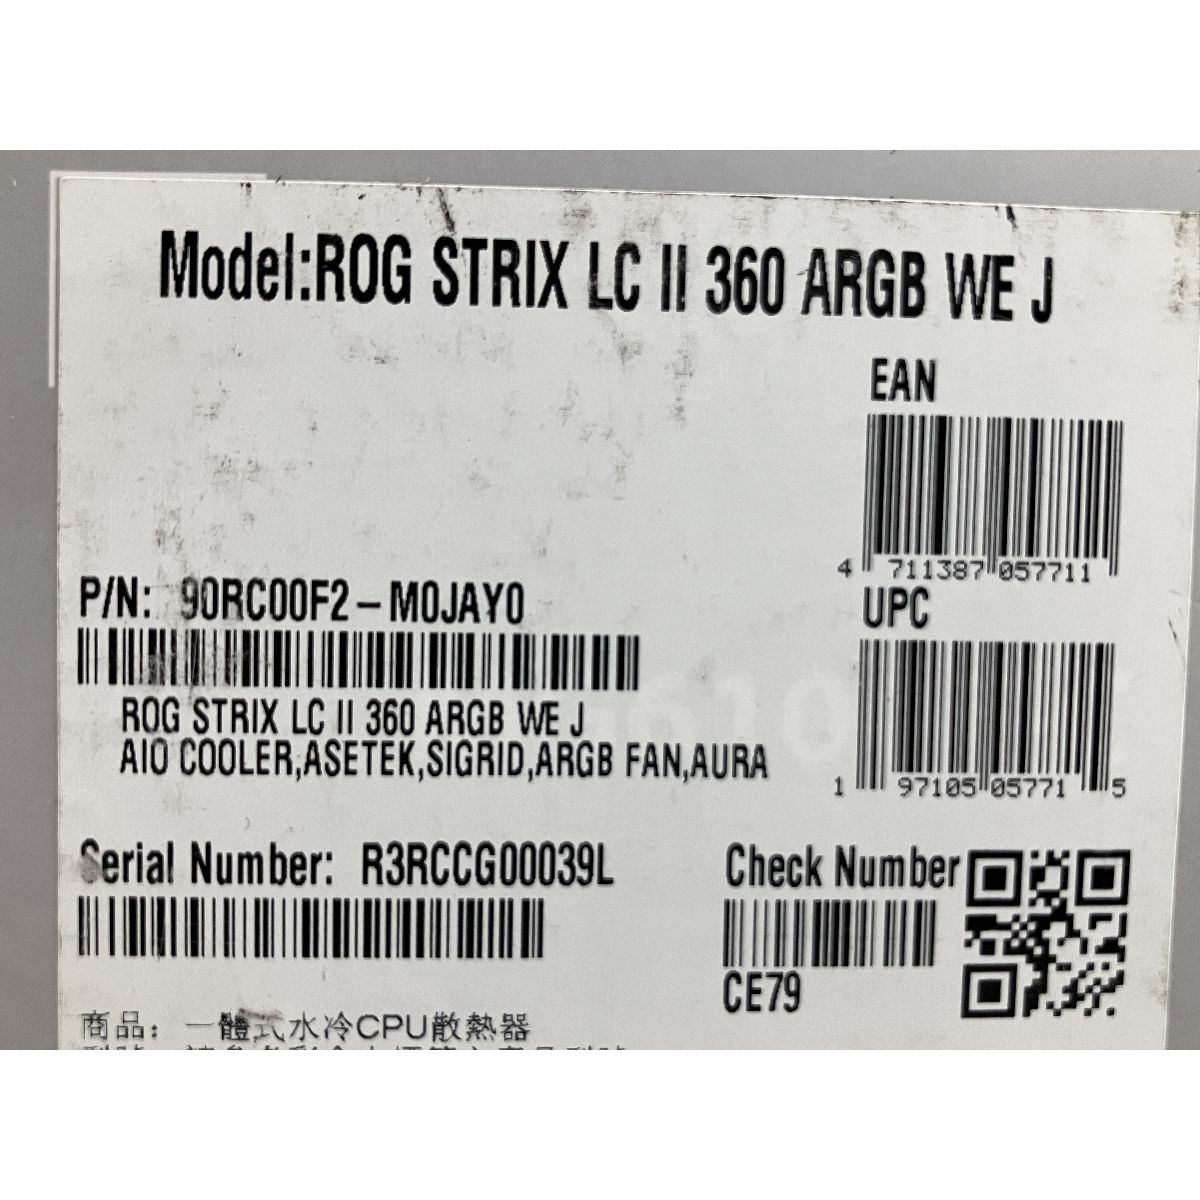 Model:ROG STRIX LC II 360 ARGB WE J
EAN
4 711387 057711
P/N: 90RC00F2-M0JAY0
UPC
ROG STRIX LC II 360 ARGB WE J
AIO COOLER,ASETEK,SIGRID,ARGB FAN,AURA
1 97105 05771 5
Serial Number: R3RCCG00039L
Check Number
CE79
商品: 一體式水冷CPU散熱器